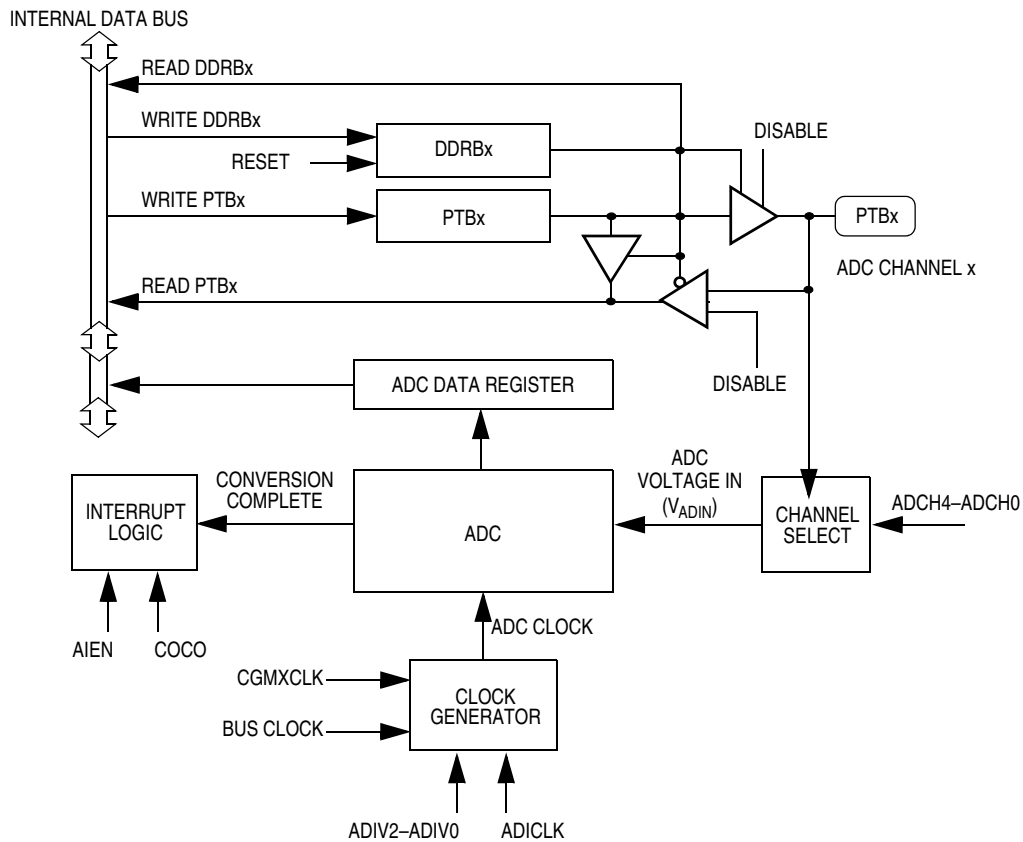 INTERNAL DATA BUS
READ DDRBx
WRITE DDRBx
DISABLE
DDRBx
RESET
WRITE PTBx
PTBx
PTBx
ADC CHANNEL x
READ PTBx
DISABLE
ADC DATA REGISTER
CONVERSION
COMPLETE
ADC
VOLTAGE IN
(VADIN)
INTERRUPT
LOGIC
ADC
CHANNEL
SELECT
ADCH4–ADCH0
AIEN
COCO
ADC CLOCK
CGMXCLK
CLOCK
GENERATOR
BUS CLOCK
ADIV2–ADIV0
ADICLK